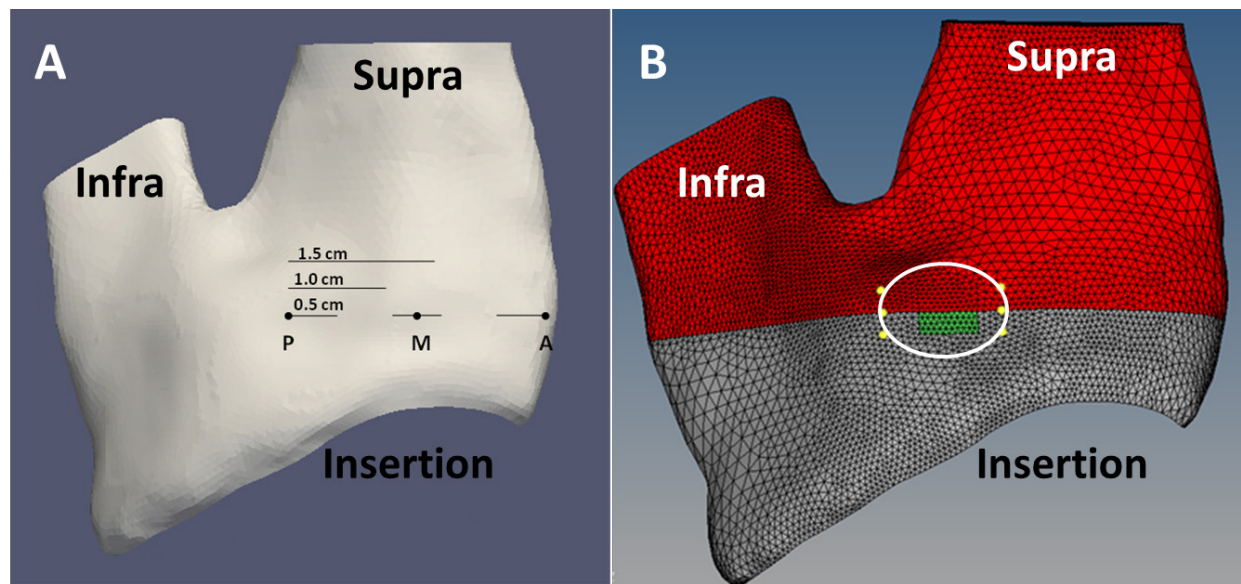 A
Supra
Infra
1.5 cm
1.0 cm
0.5 cm
P M A
Insertion
B
Supra
Infra
Insertion